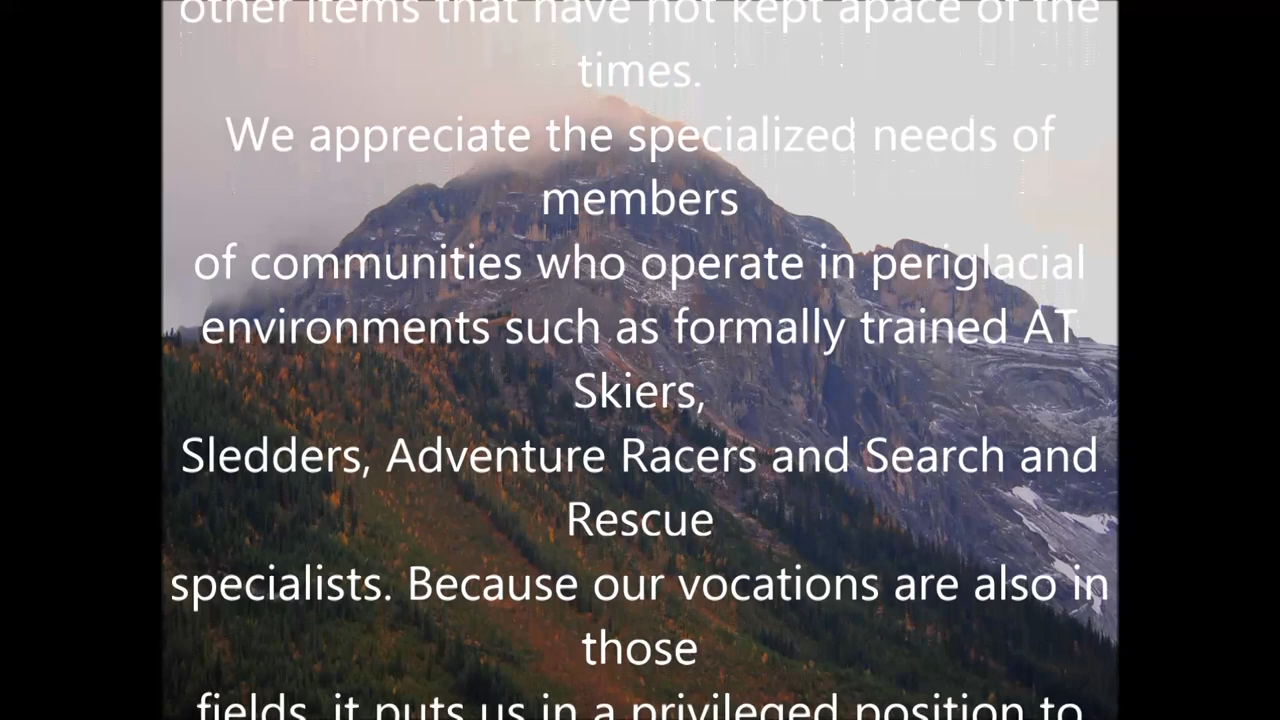 other items that have not kept apace of the
times.
We appreciate the specialized needs of
members
of communities who operate in periglacial
environments such as formally trained AT
Skiers,
Sledders, Adventure Racers and Search and
Rescue
specialists. Because our vocations are also in
those
fields, it puts us in a privileged position to